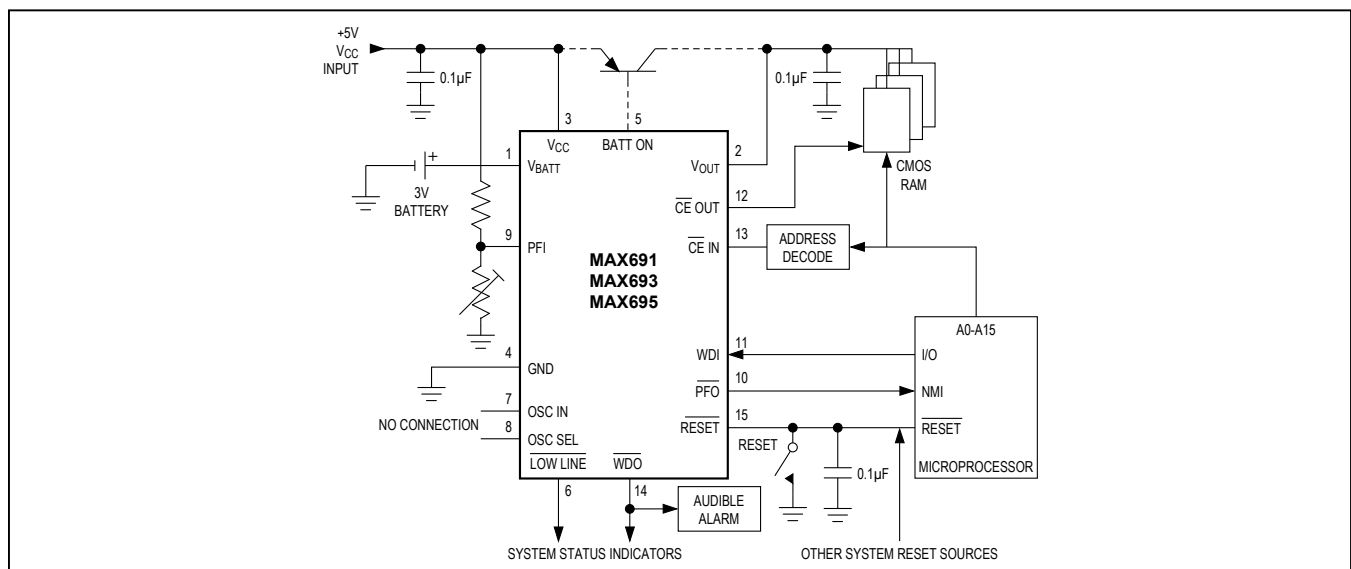 +5V
VCC
INPUT
0.1µF
0.1µF
3
5
VCC
BATT ON
1
VBATT
2
VOUT
3V
BATTERY
12
CE OUT
CMOS
RAM
13
CE IN
ADDRESS
DECODE
9
PFI
MAX691
MAX693
MAX695
A0-A15
11
WDI
I/O
4
GND
10
PFO
NMI
7
OSC IN
NO CONNECTION
8
OSC SEL
15
RESET
RESET
RESET
MICROPROCESSOR
0.1µF
LOW LINE
WDO
6
14
AUDIBLE
ALARM
SYSTEM STATUS INDICATORS
OTHER SYSTEM RESET SOURCES